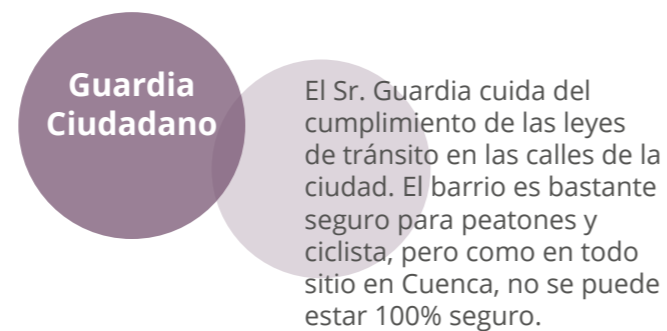 Guardia
Ciudadano
El Sr. Guardia cuida del
cumplimiento de las leyes
de tránsito en las calles de la
ciudad. El barrio es bastante
seguro para peatones y
ciclista, pero como en todo
sitio en Cuenca, no se puede
estar 100% seguro.